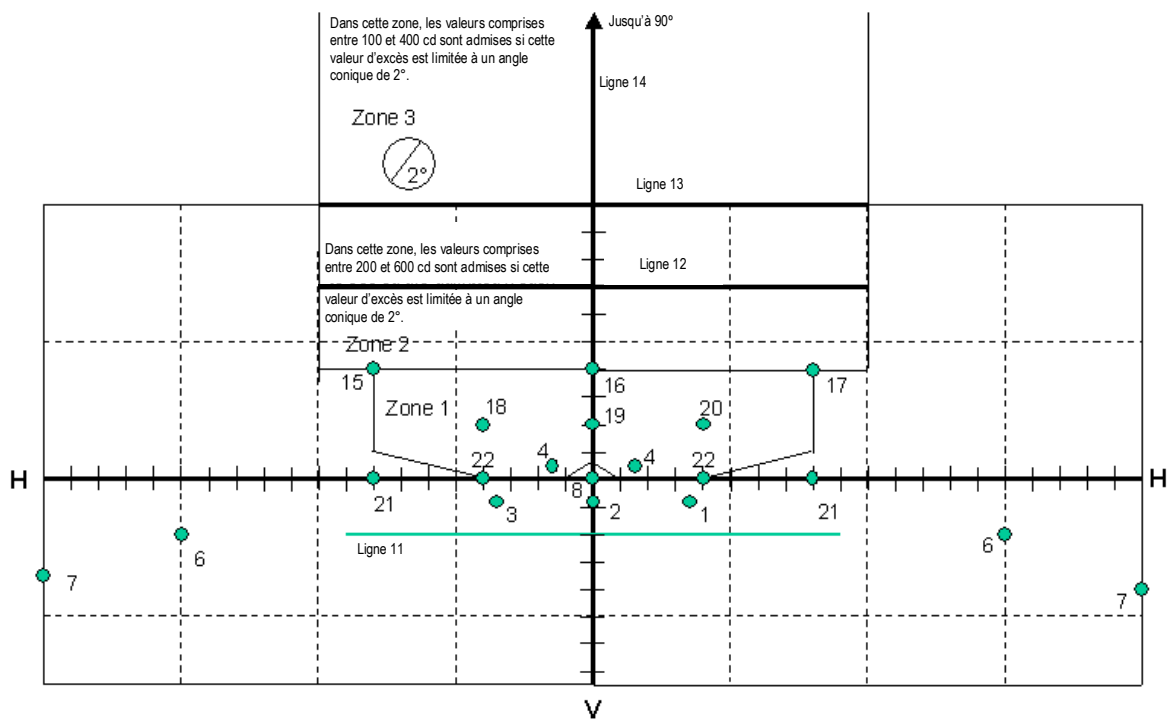 Dans cette zone, les valeurs comprises
entre 100 et 400 cd sont admises si cette
valeur d'excès est limitée à un angle
conique de 2°.
Jusqu'à 90°
Ligne 14
Zone 3
2°
Ligne 13
Dans cette zone, les valeurs comprises
entre 200 et 600 cd sont admises si cette
Ligne 12
valeur d'excès est limitée à un angle
conique de 2°.
Zone 2
15
16
17
Zone 1
18
19
20
4
4
22
22
H
H
8
21
3
2
1
21
Ligne 11
6
6
7
7
V